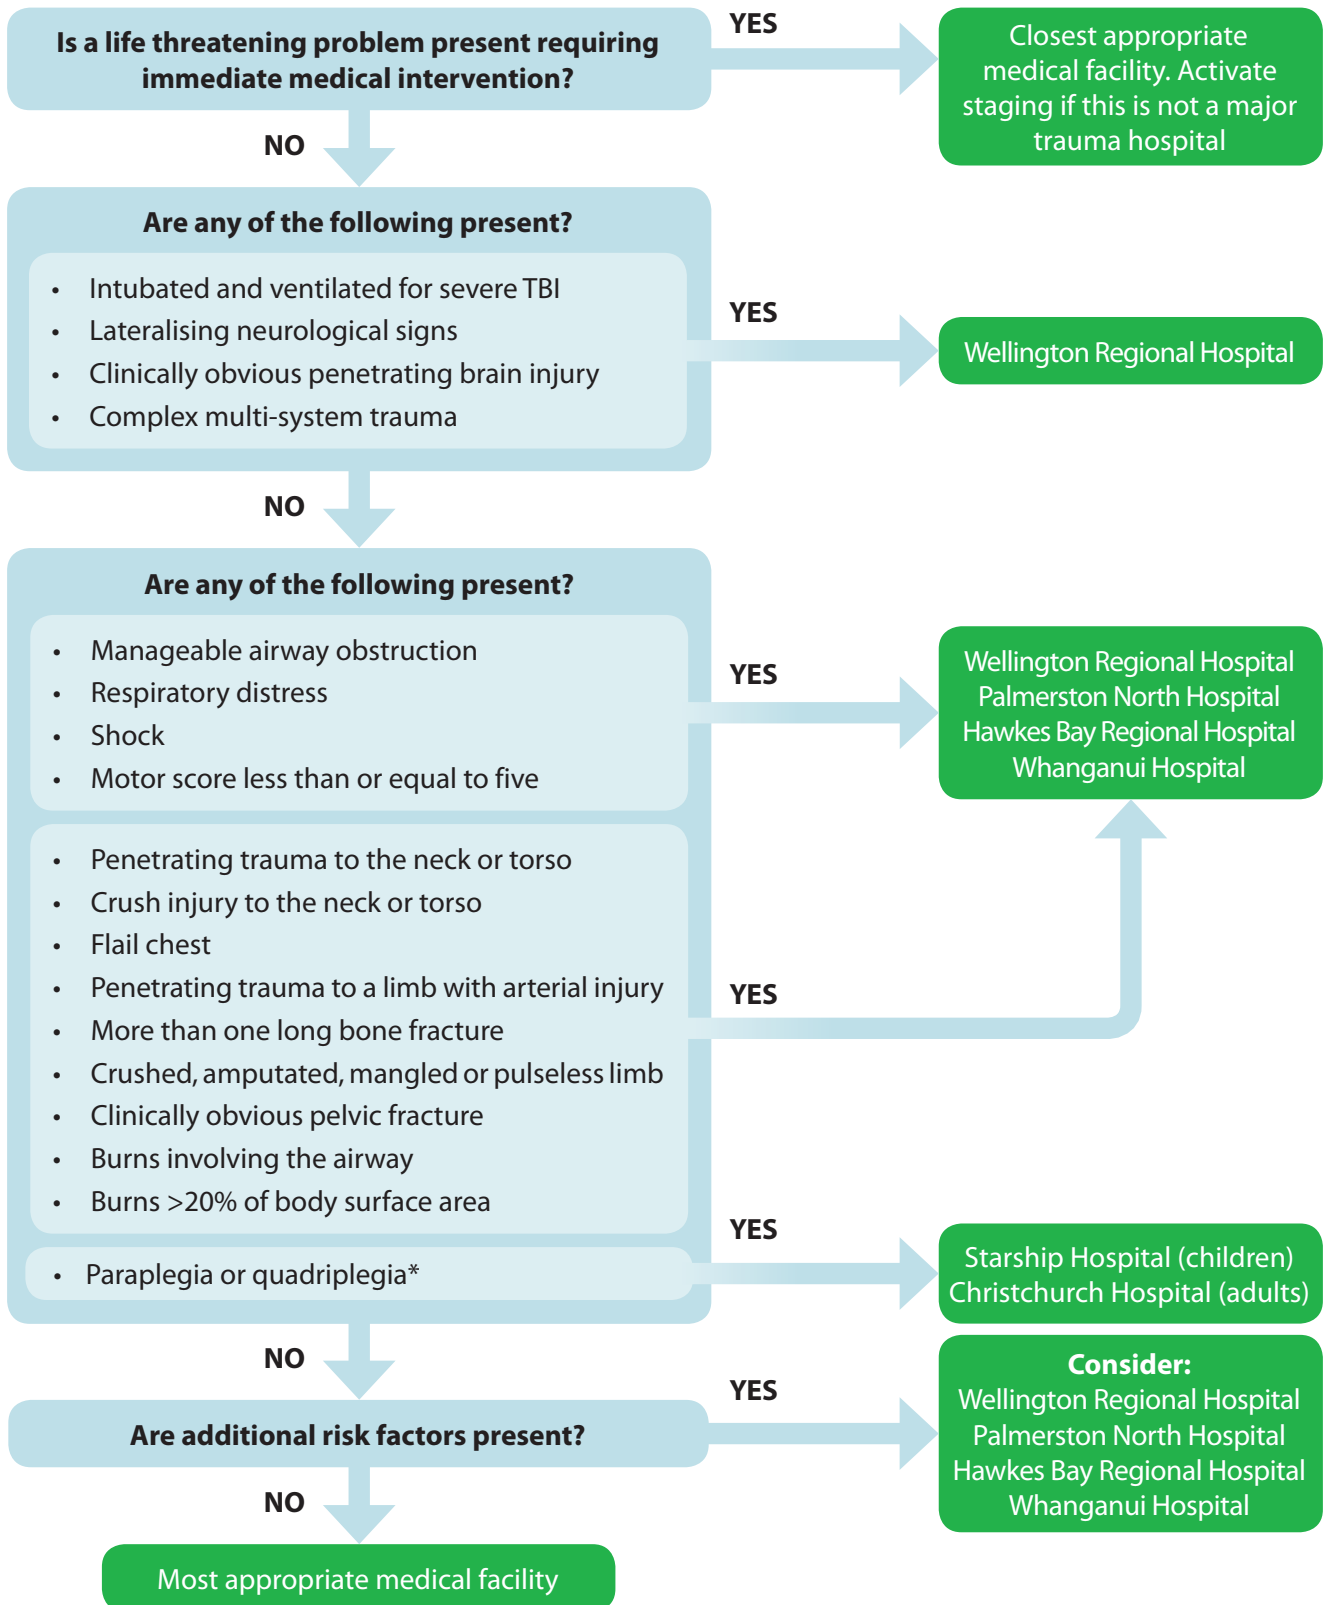 Is a life threatening problem present requiring
immediate medical intervention?
YES
Closest appropriate
medical facility. Activate
staging if this is not a major
trauma hospital
NO
Are any of the following present?
• Intubated and ventilated for severe TBI
• Lateralising neurological signs
• Clinically obvious penetrating brain injury
• Complex multi-system trauma
YES
Wellington Regional Hospital
NO
Are any of the following present?
• Manageable airway obstruction
• Respiratory distress
• Shock
• Motor score less than or equal to five
YES
Wellington Regional Hospital
Palmerston North Hospital
Hawkes Bay Regional Hospital
Whanganui Hospital
• Penetrating trauma to the neck or torso
• Crush injury to the neck or torso
• Flail chest
• Penetrating trauma to a limb with arterial injury
• More than one long bone fracture
• Crushed, amputated, mangled or pulseless limb
• Clinically obvious pelvic fracture
• Burns involving the airway
• Burns >20% of body surface area
YES
• Paraplegia or quadriplegia*
YES
Starship Hospital (children)
Christchurch Hospital (adults)
NO
Are additional risk factors present?
YES
Consider:
Wellington Regional Hospital
Palmerston North Hospital
Hawkes Bay Regional Hospital
Whanganui Hospital
NO
Most appropriate medical facility